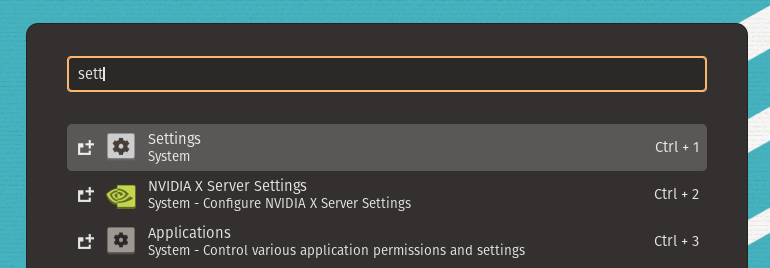 sett
Settings
System
Ctrl + 1
NVIDIA X Server Settings
System - Configure NVIDIA X Server Settings
Ctrl + 2
Applications
System - Control various application permissions and settings
Ctrl + 3